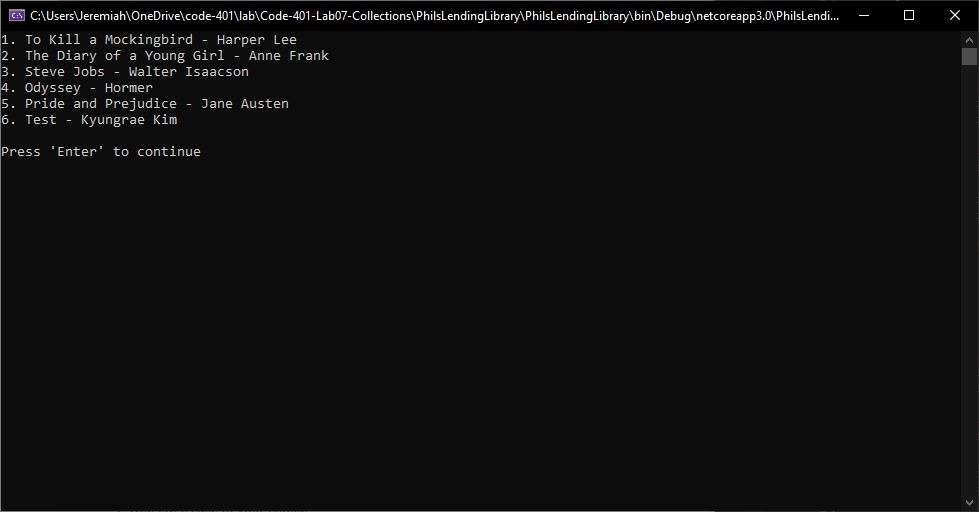 C:\Users\Jeremiah\OneDrive\code-401\lab\Code-401-Lab07-Collections\PhilsLendingLibrary\PhilsLendingLibrary\bin\Debug\netcoreapp3.0\PhilsLendi...
1. To Kill a Mockingbird - Harper Lee
2. The Diary of a Young Girl - Anne Frank
3. Steve Jobs - Walter Isaacson
4. Odyssey - Hormer
5. Pride and Prejudice - Jane Austen
6. Test - Kyungrae Kim
Press 'Enter' to continue